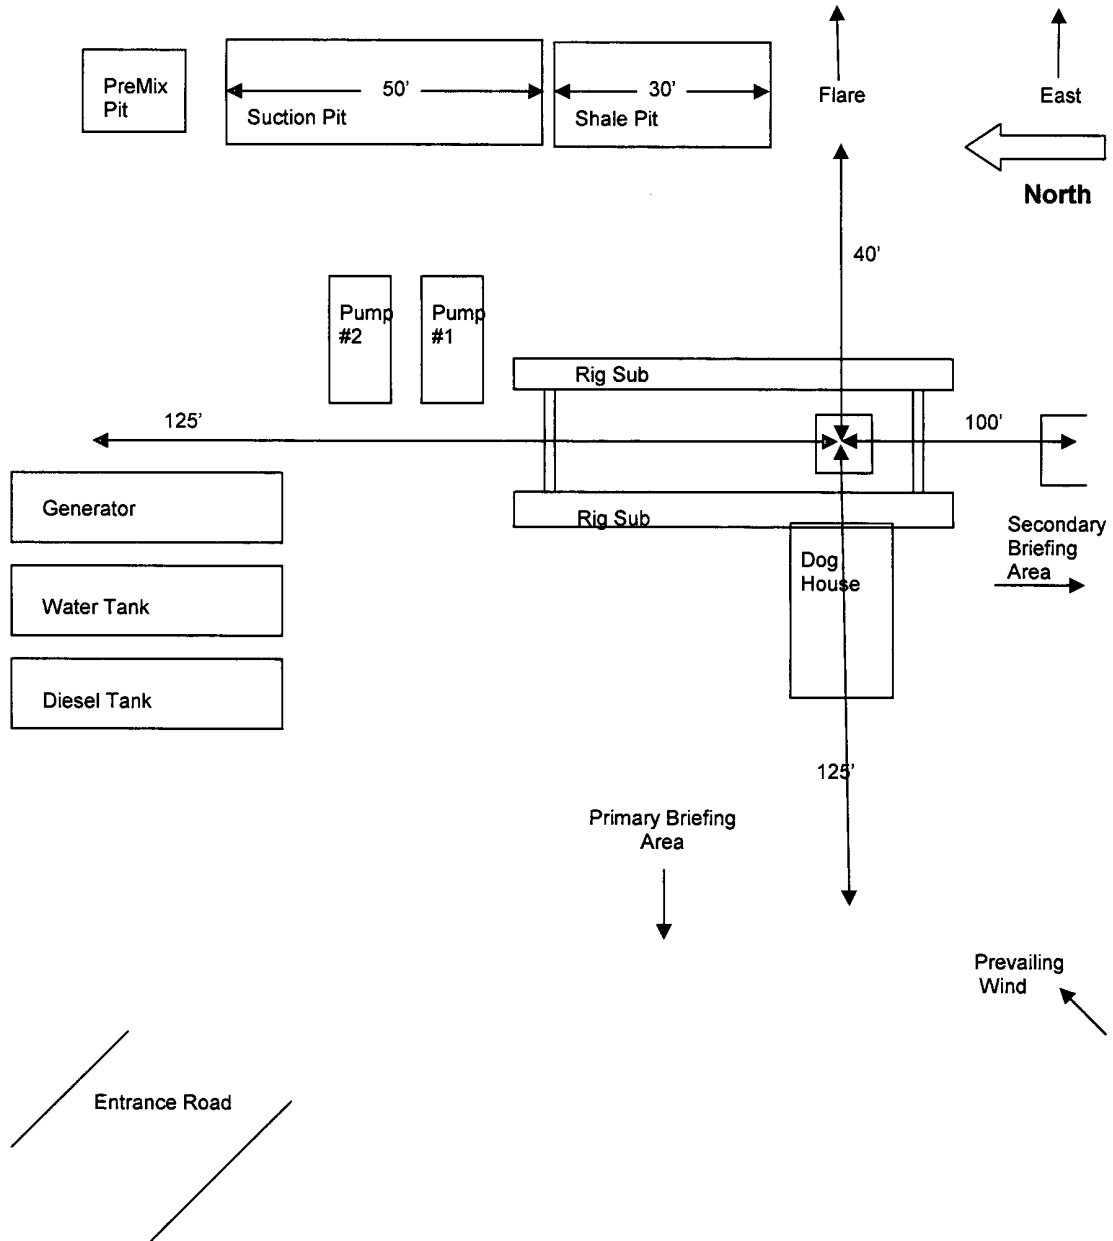 PreMix
Pit
50'
Suction Pit
30'
Shale Pit
Flare
East
North
40'
Pump
#2
Pump
#1
Rig Sub
125'
100'
Generator
Rig Sub
Secondary
Briefing
Area
Dog
House
Water Tank
Diesel Tank
125'
Primary Briefing
Area
Prevailing
Wind
Entrance Road